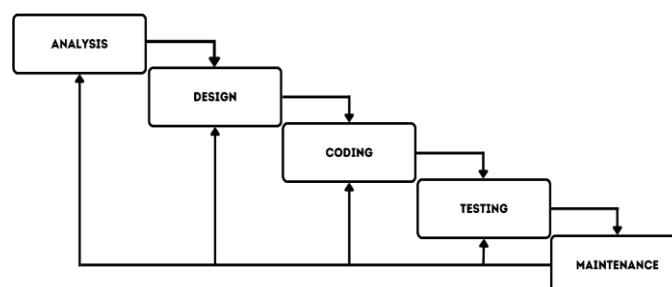 ANALYSIS
DESIGN
CODING
TESTING
MAINTENANCE